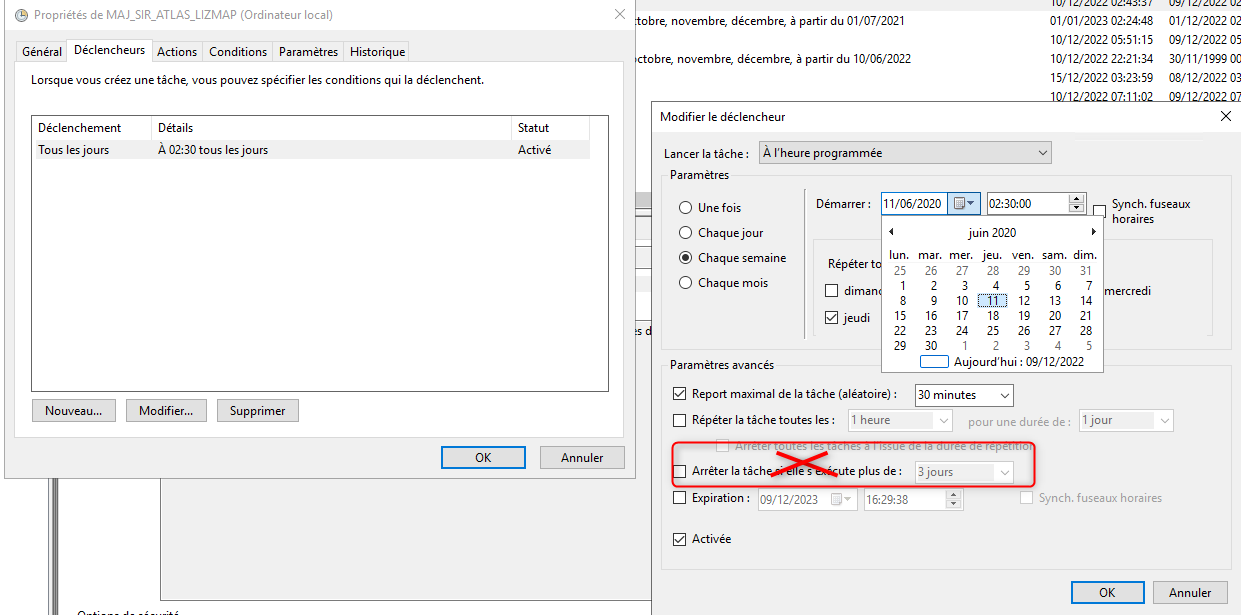 Propriétés de MAJ_SIR_ATLAS_LIZMAP (Ordinateur local)
Général Déclencheurs Actions Conditions Paramètres Historique
Lorsque vous créez une tâche, vous pouvez spécifier les conditions qui la déclenchent.
Déclenchement Détails Statut
Tous les jours À 02:30 tous les jours Activé
Nouveau... Modifier... Supprimer
OK Annuler
novembre, décembre, à partir du 01/07/2021
novembre, décembre, à partir du 10/06/2022
10/12/2022 02:43:37 09/12/2022 02
01/01/2023 02:24:48 01/12/2022 02
10/12/2022 05:51:15 09/12/2022 05
10/12/2022 22:21:34 30/11/1999 00
15/12/2022 03:23:59 08/12/2022 03
10/12/2022 07:11:02 09/12/2022 07
Modifier le déclencheur
Lancer la tâche : À l'heure programmée
Paramètres
Une fois
Chaque jour
Chaque semaine
Chaque mois
Démarrer : 11/06/2020 02:30:00 Synch. fuseaux
horaires
juin 2020
lun. mar. mer. jeu. ven. sam. dim.
25 26 27 28 29 30 31
1 2 3 4 5 6 7
8 9 10 11 12 13 14
15 16 17 18 19 20 21
22 23 24 25 26 27 28
29 30 1 2 3 4 5
Aujourd'hui : 09/12/2022
Répéter to
dimanc mercredi
jeudi
Paramètres avancés
Report maximal de la tâche (aléatoire) : 30 minutes
Répéter la tâche toutes les : 1 heure pour une durée de : 1 jour
Arrêter toutes les tâches à l'issue de la durée de répétition
Arrêter la tâche si elle s'exécute plus de : 3 jours
Expiration : 09/12/2023 16:29:38 Synch. fuseaux horaires
Activée
OK Annuler
Options de sécurité